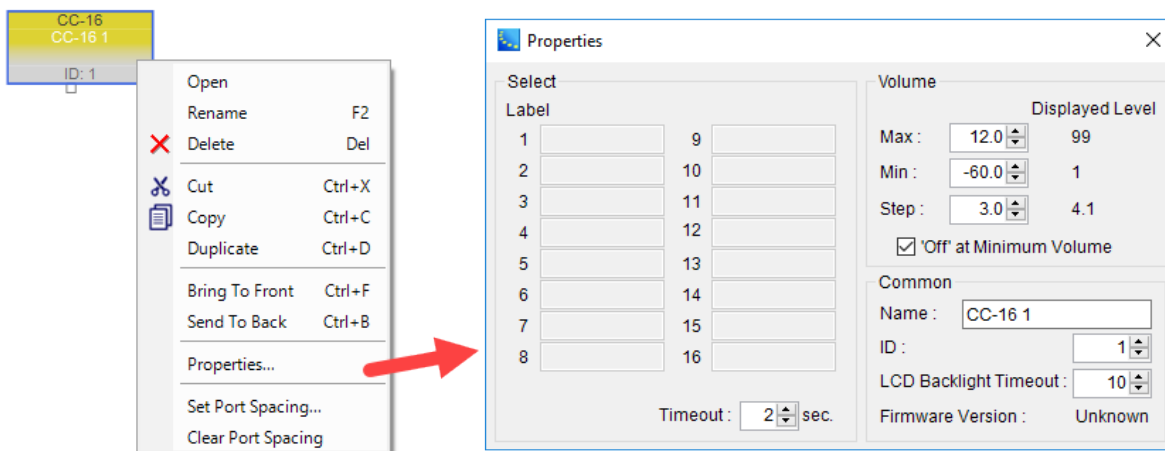 CC-16
CC-16 1
ID: 1
Open
Rename F2
Delete Del
Cut Ctrl+X
Copy Ctrl+C
Duplicate Ctrl+D
Bring To Front Ctrl+F
Send To Back Ctrl+B
Properties...
Set Port Spacing...
Clear Port Spacing
Properties
Select
Label
1 9
2 10
3 11
4 12
5 13
6 14
7 15
8 16
Timeout : 2 sec.
Volume
Displayed Level
Max : 12.0 99
Min : -60.0 1
Step : 3.0 4.1
'Off' at Minimum Volume
Common
Name : CC-16 1
ID : 1
LCD Backlight Timeout : 10
Firmware Version : Unknown